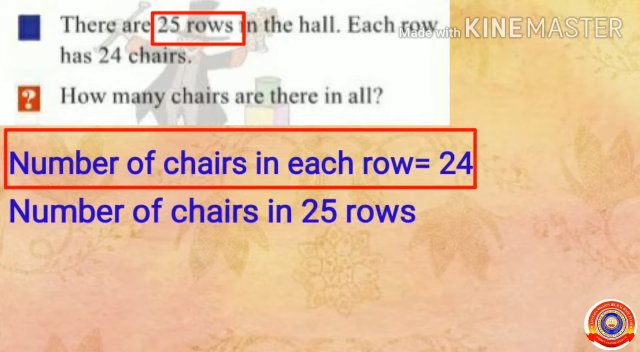 There are 25 rows in the hall. Each row
has 24 chairs.
Made with KINEMASTER
? How many chairs are there in all?
Number of chairs in each row= 24
Number of chairs in 25 rows